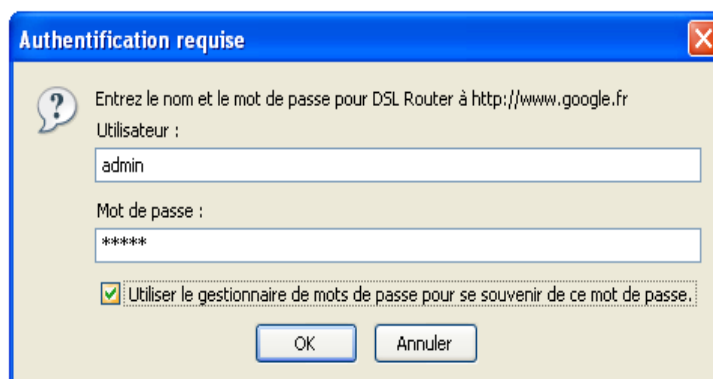 Authentification requise
Entrez le nom et le mot de passe pour DSL Router à http://www.google.fr
Utilisateur :
admin
Mot de passe :
*****
Utiliser le gestionnaire de mots de passe pour se souvenir de ce mot de passe.
OK
Annuler